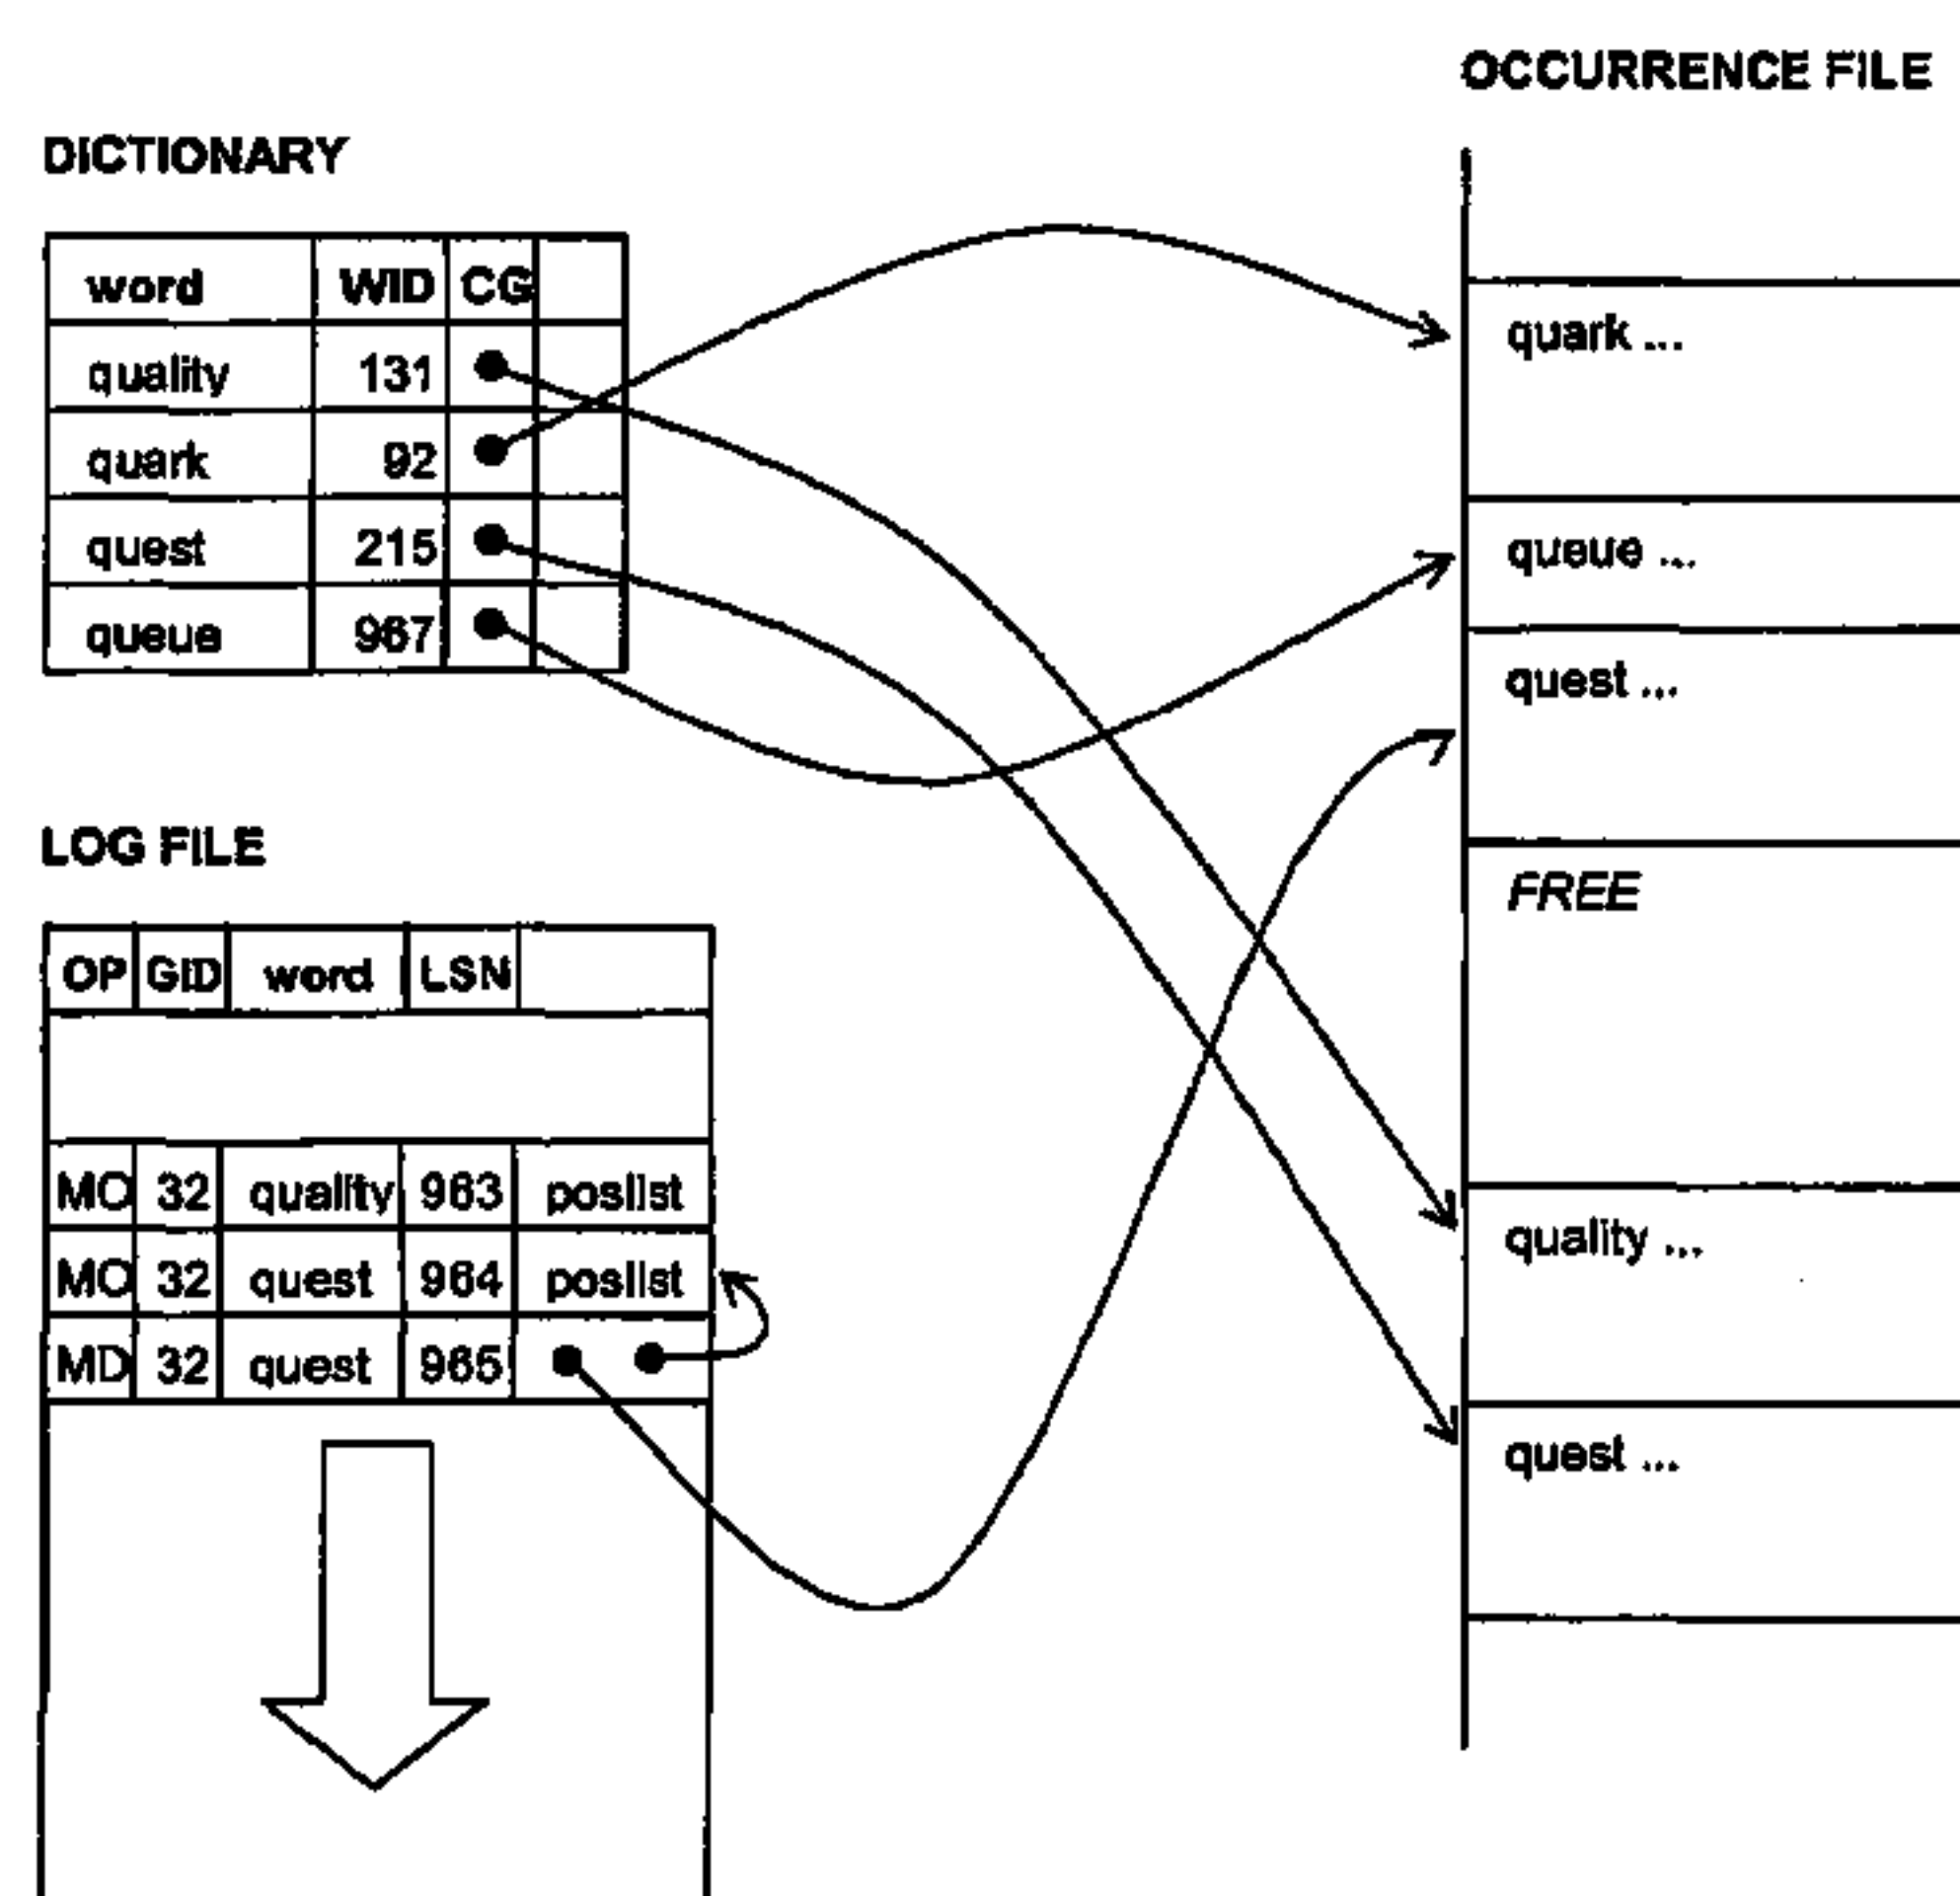 OCCURRENCE FILE
DICTIONARY
word WID CG
quality 131
quark 92
quest 215
queue 967
quark ...
queue ...
quest ...
FREE
quality ...
quest ...
LOG FILE
OP GID word LSN
MO 32 quality 963 poslist
MO 32 quest 964 poslist
MD 32 quest 965